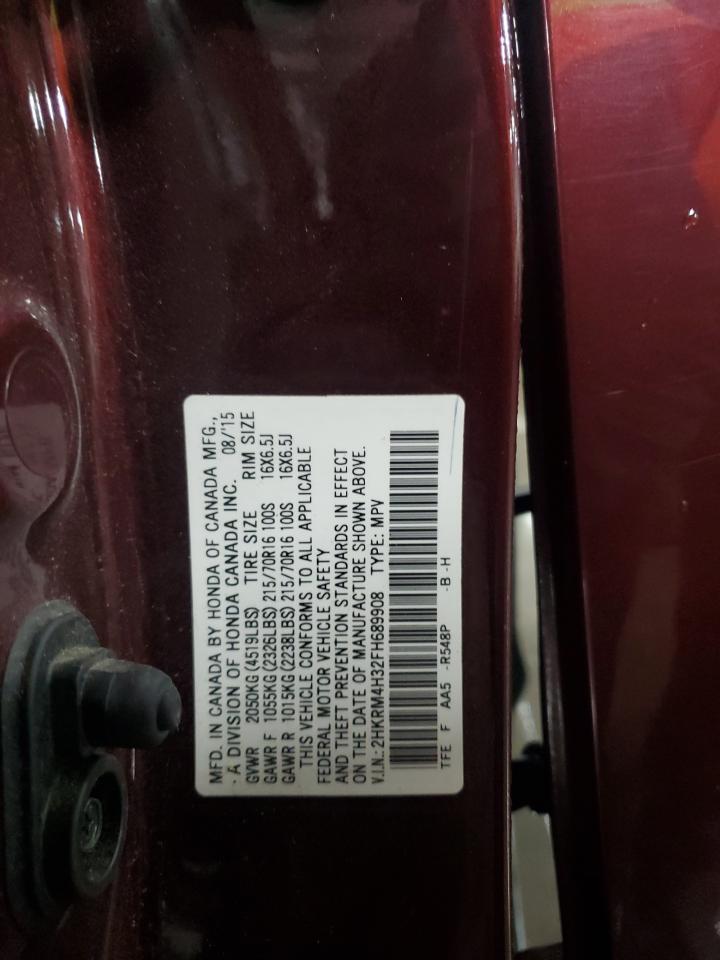 MFD. IN CANADA BY HONDA OF CANADA MFG.,
· A DIVISION OF HONDA CANADA INC. 08/'15
GVWR 2050KG (4519LBS) TIRE SIZE RIM SIZE
GAWR F 1055KG (2326LBS) 215/70R16 100S 16X6.5J
GAWR R 1015KG (2238LBS) 215/70R16 100S 16X6.5J
THIS VEHICLE CONFORMS TO ALL APPLICABLE
FEDERAL MOTOR VEHICLE SAFETY
AND THEFT PREVENTION STANDARDS IN EFFECT
ON THE DATE OF MANUFACTURE SHOWN ABOVE.
V.I.N.: 2HKRM4H32FH689908 TYPE: MPV
TFE F AA5 -R548P -B -H